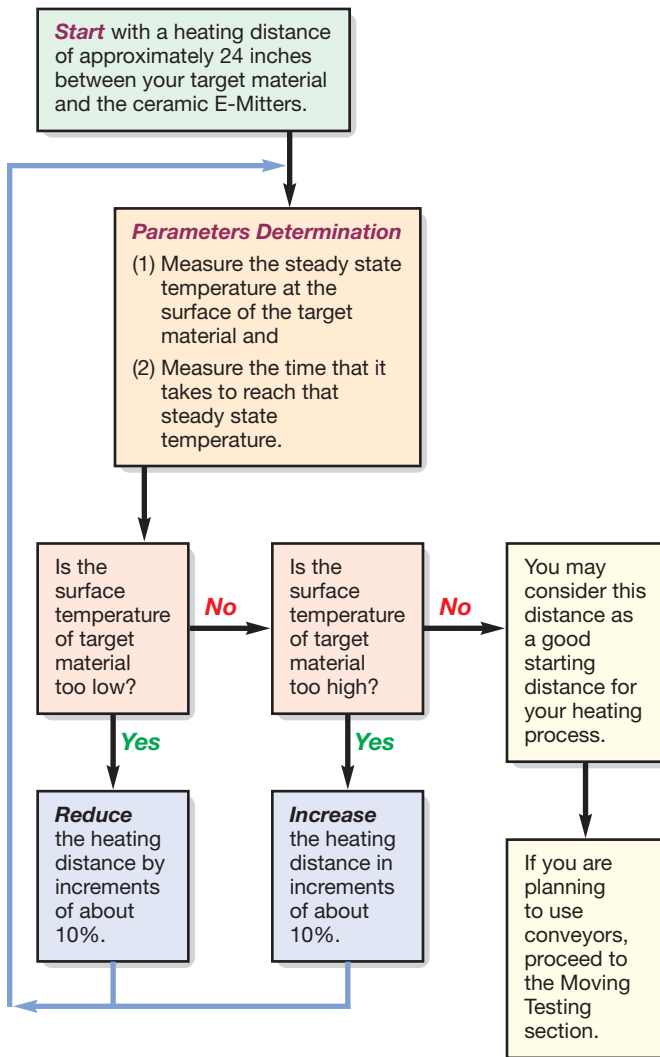 Start with a heating distance
of approximately 24 inches
between your target material
and the ceramic E-Mitters.
Parameters Determination
(1) Measure the steady state
temperature at the
surface of the target
material and
(2) Measure the time that it
takes to reach that
steady state
temperature.
Is the
surface
temperature
of target
material
too low?
No
Is the
surface
temperature
of target
material
too high?
No
You may
consider this
distance as
a good
starting
distance for
your heating
process.
Yes
Yes
Reduce
the heating
distance by
increments
of about
10%.
Increase
the heating
distance in
increments
of about
10%.
If you are
planning
to use
conveyors,
proceed to
the Moving
Testing
section.